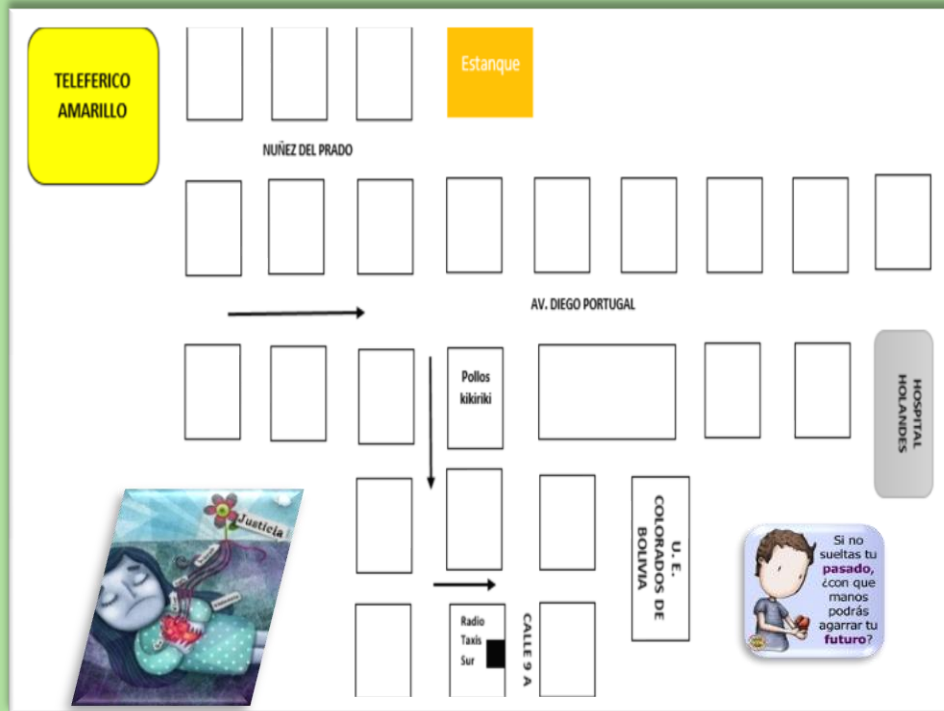 TELEFERICO
AMARILLO
Estanque
NUÑEZ DEL PRADO
AV. DIEGO PORTUGAL
Pollos
kikiriki
HOSPITAL
HOLANDES
Justicia
U. E.
COLORADOS DE
BOLIVIA
Si no
sueltas tu
pasado,
¿con que
manos
podrás
agarrar tu
futuro?
Radio
Taxis
Sur
CALLE 9 A